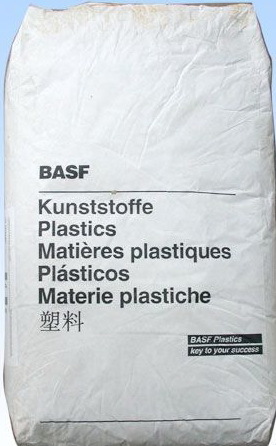 BASF
Kunststoffe
Plastics
Matières plastiques
Plásticos
Materie plastiche
塑料
BASF Plastics
key to your success